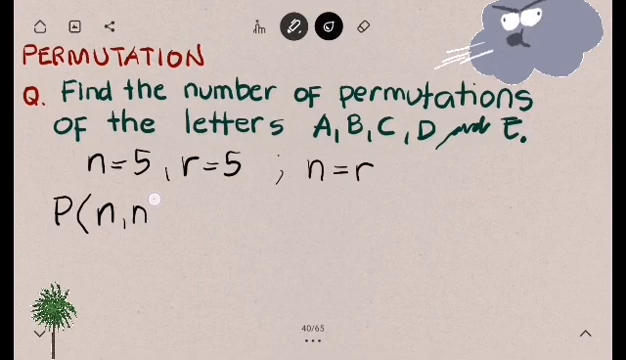 PERMUTATION
Q. Find the number of permutations
of the letters A, B, C, D and E.
n=5, r=5 ; n=r
P(n,n
40/65